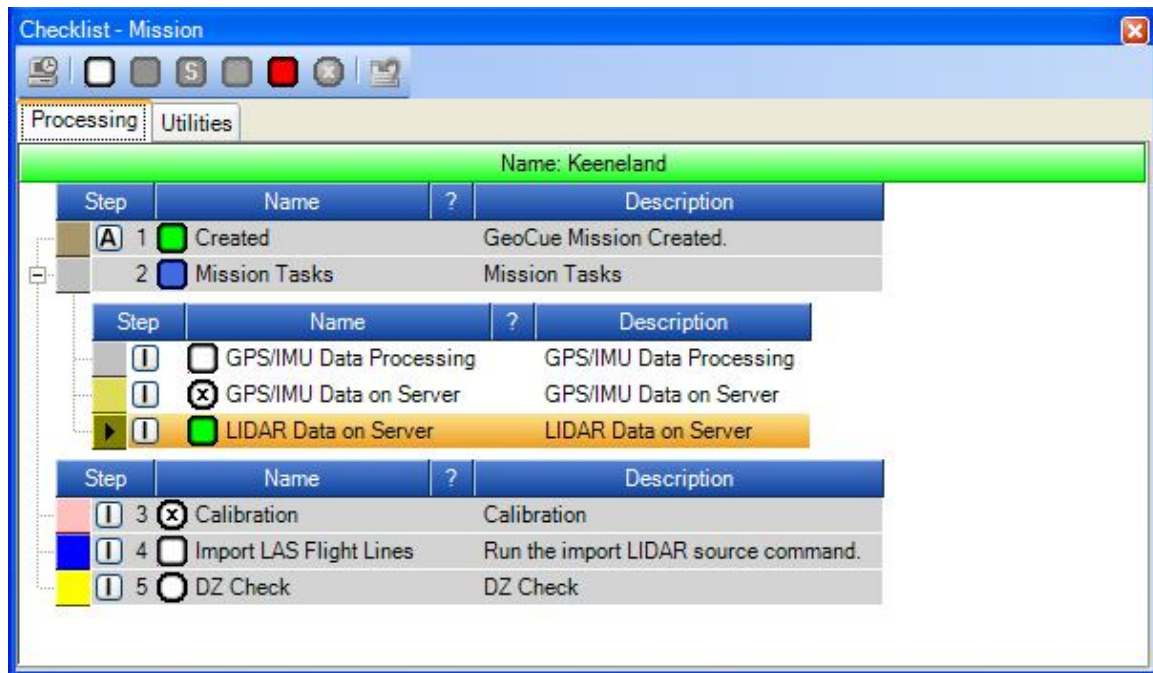 Checklist - Mission
S x
Processing Utilities
Name: Keeneland
Step Name ? Description
A 1 Created GeoCue Mission Created.
2 Mission Tasks Mission Tasks
Step Name ? Description
I GPS/IMU Data Processing GPS/IMU Data Processing
I x GPS/IMU Data on Server GPS/IMU Data on Server
I LIDAR Data on Server LIDAR Data on Server
Step Name ? Description
I 3 x Calibration Calibration
I 4 Import LAS Flight Lines Run the import LIDAR source command.
I 5 DZ Check DZ Check